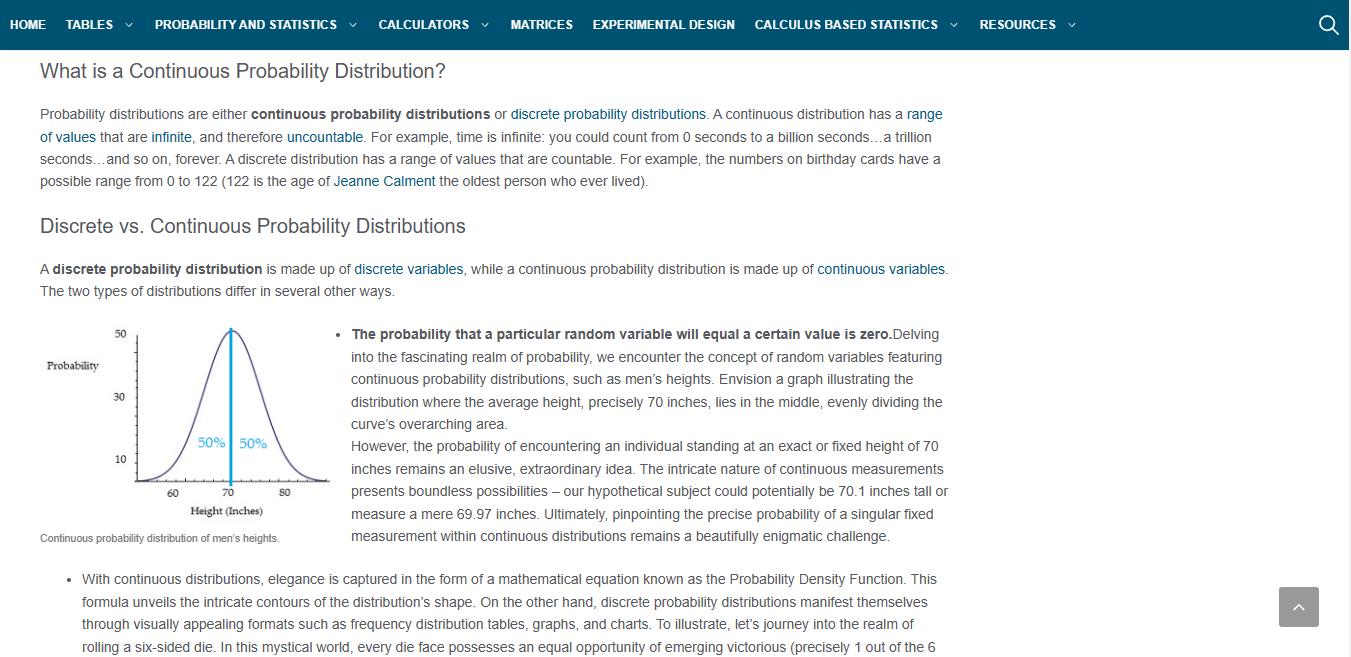 HOME TABLES PROBABILITY AND STATISTICS CALCULATORS MATRICES EXPERIMENTAL DESIGN CALCULUS BASED STATISTICS RESOURCES
What is a Continuous Probability Distribution?
Probability distributions are either continuous probability distributions or discrete probability distributions. A continuous distribution has a range
of values that are infinite, and therefore uncountable. For example, time is infinite: you could count from 0 seconds to a billion seconds…a trillion
seconds…and so on, forever. A discrete distribution has a range of values that are countable. For example, the numbers on birthday cards have a
possible range from 0 to 122 (122 is the age of Jeanne Calment the oldest person who ever lived).
Discrete vs. Continuous Probability Distributions
A discrete probability distribution is made up of discrete variables, while a continuous probability distribution is made up of continuous variables.
The two types of distributions differ in several other ways.
50
Probability
30
50% 50%
10
60 70 80
Height (Inches)
Continuous probability distribution of men's heights.
• The probability that a particular random variable will equal a certain value is zero.Delving
into the fascinating realm of probability, we encounter the concept of random variables featuring
continuous probability distributions, such as men's heights. Envision a graph illustrating the
distribution where the average height, precisely 70 inches, lies in the middle, evenly dividing the
curve's overarching area.
However, the probability of encountering an individual standing at an exact or fixed height of 70
inches remains an elusive, extraordinary idea. The intricate nature of continuous measurements
presents boundless possibilities – our hypothetical subject could potentially be 70.1 inches tall or
measure a mere 69.97 inches. Ultimately, pinpointing the precise probability of a singular fixed
measurement within continuous distributions remains a beautifully enigmatic challenge.
• With continuous distributions, elegance is captured in the form of a mathematical equation known as the Probability Density Function. This
formula unveils the intricate contours of the distribution's shape. On the other hand, discrete probability distributions manifest themselves
through visually appealing formats such as frequency distribution tables, graphs, and charts. To illustrate, let's journey into the realm of
rolling a six-sided die. In this mystical world, every die face possesses an equal opportunity of emerging victorious (precisely 1 out of the 6